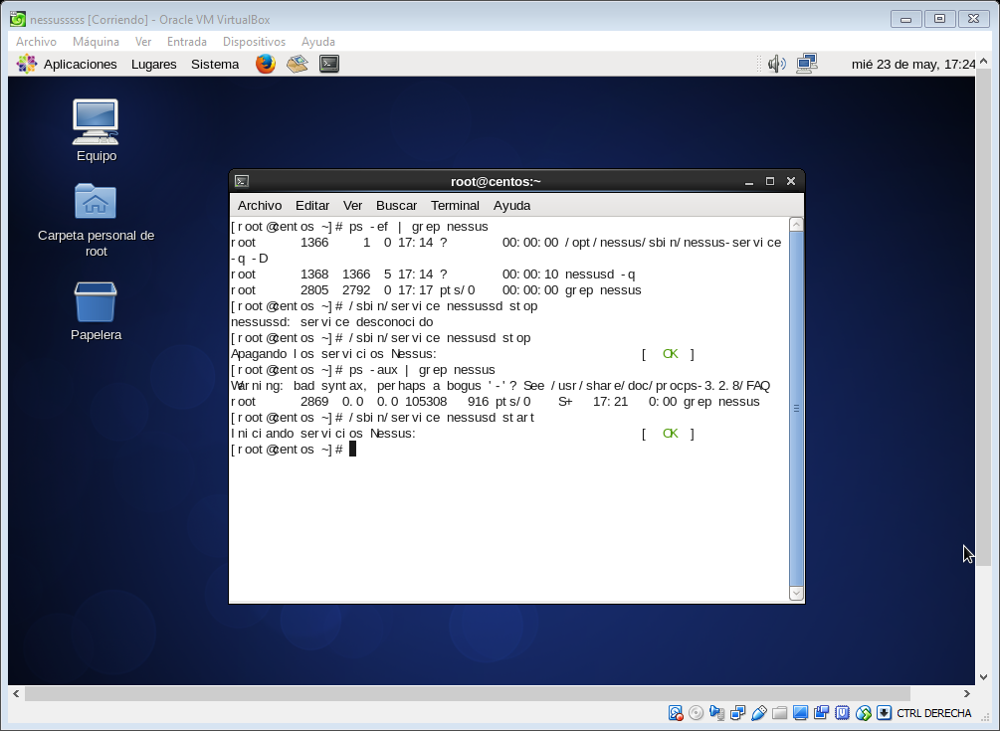 nessusssss [Corriendo] - Oracle VM VirtualBox
Archivo Máquina Ver Entrada Dispositivos Ayuda
Aplicaciones Lugares Sistema mié 23 de may, 17:24
Equipo
Carpeta personal de
root
Papelera
root@centos:~
Archivo Editar Ver Buscar Terminal Ayuda
[root@centos ~]# ps -ef | grep nessus
root 1366 1 0 17:14 ? 00:00:00 /opt/nessus/sbin/nessus-service
-q -D
root 1368 1366 5 17:14 ? 00:00:10 nessusd -q
root 2805 2792 0 17:17 pts/0 00:00:00 grep nessus
[root@centos ~]# /sbin/service nessussd stop
nessussd: service desconocido
[root@centos ~]# /sbin/service nessusd stop
Apagando los servicios Nessus: [ OK ]
[root@centos ~]# ps -aux | grep nessus
Warning: bad syntax, perhaps a bogus '-'? See /usr/share/doc/procps-3.2.8/FAQ
root 2869 0.0 0.0 105308 916 pts/0 S+ 17:21 0:00 grep nessus
[root@centos ~]# /sbin/service nessusd start
Iniciando servicios Nessus: [ OK ]
[root@centos ~]#
CTRL DERECHA